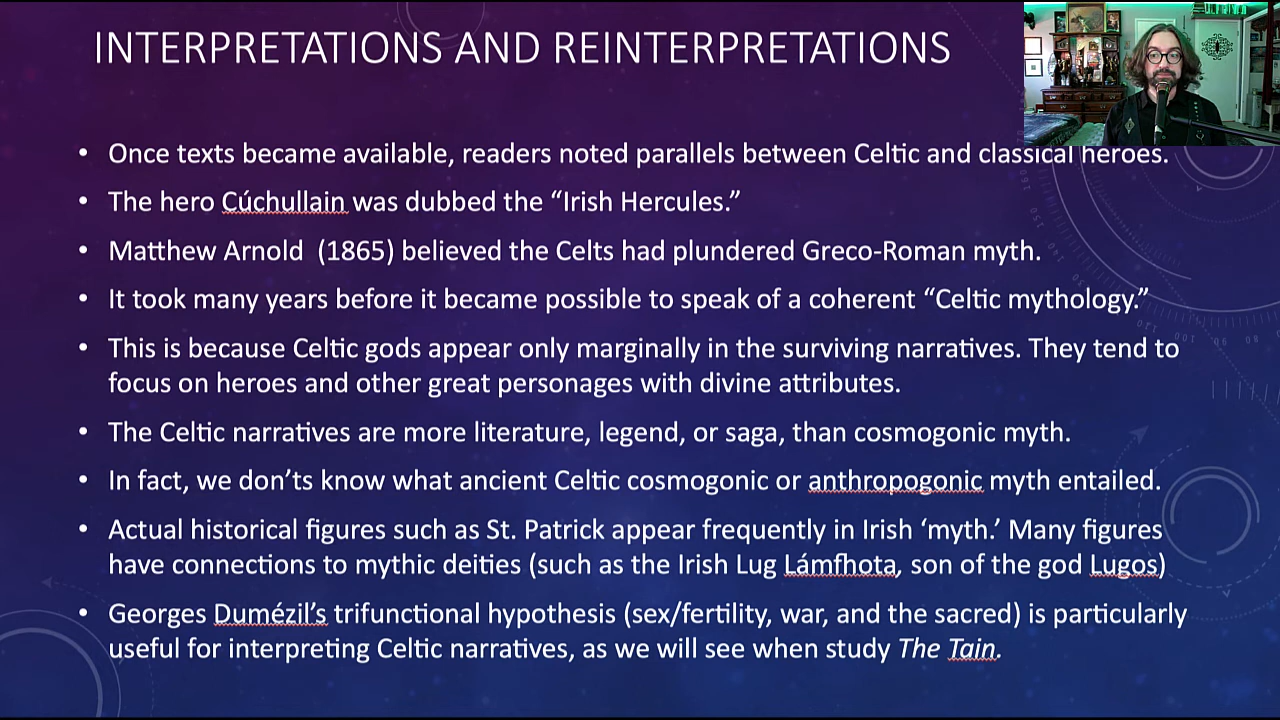 INTERPRETATIONS AND REINTERPRETATIONS
• Once texts became available, readers noted parallels between Celtic and classical heroes.
• The hero Cúchullain was dubbed the “Irish Hercules.”
• Matthew Arnold (1865) believed the Celts had plundered Greco-Roman myth.
• It took many years before it became possible to speak of a coherent “Celtic mythology.”
• This is because Celtic gods appear only marginally in the surviving narratives. They tend to
focus on heroes and other great personages with divine attributes.
• The Celtic narratives are more literature, legend, or saga, than cosmogonic myth.
• In fact, we don’ts know what ancient Celtic cosmogonic or anthropogonic myth entailed.
• Actual historical figures such as St. Patrick appear frequently in Irish ‘myth.’ Many figures
have connections to mythic deities (such as the Irish Lug Lámfhota, son of the god Lugos)
• Georges Dumézil’s trifunctional hypothesis (sex/fertility, war, and the sacred) is particularly
useful for interpreting Celtic narratives, as we will see when study The Tain.